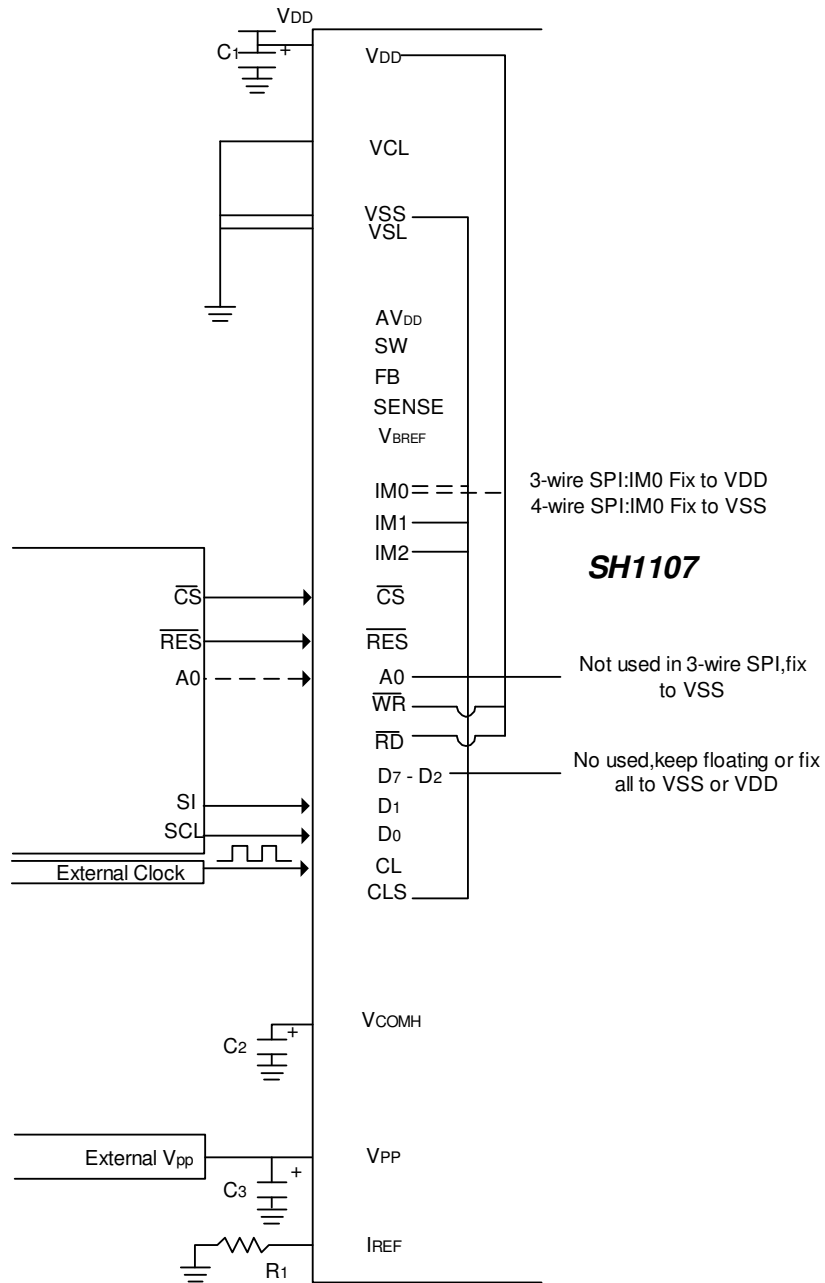 VDD
C1
+
VDD
VCL
VSS
VSL
AVDD
SW
FB
SENSE
VBREF
IM0
3-wire SPI:IM0 Fix to VDD
4-wire SPI:IM0 Fix to VSS
IM1
IM2
SH1107
CS
CS
RES
RES
A0
A0
Not used in 3-wire SPI,fix
to VSS
WR
RD
D7 - D2
No used,keep floating or fix
all to VSS or VDD
SI
D1
SCL
D0
External Clock
CL
CLS
VCOMH
C2
+
External Vpp
VPP
C3
+
IREF
R1